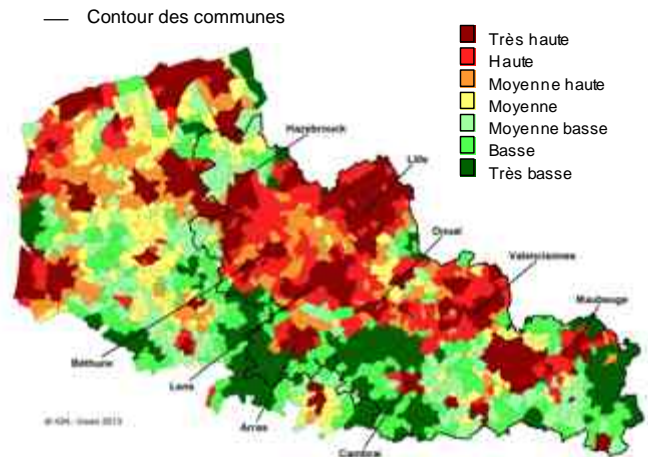 Contour des communes
Très haute
Haute
Moyenne haute
Moyenne
Moyenne basse
Basse
Très basse
Hazebrouck
Lille
Douai
Valenciennes
Maubeuge
Béthune
Lens
Arras
Cambrai